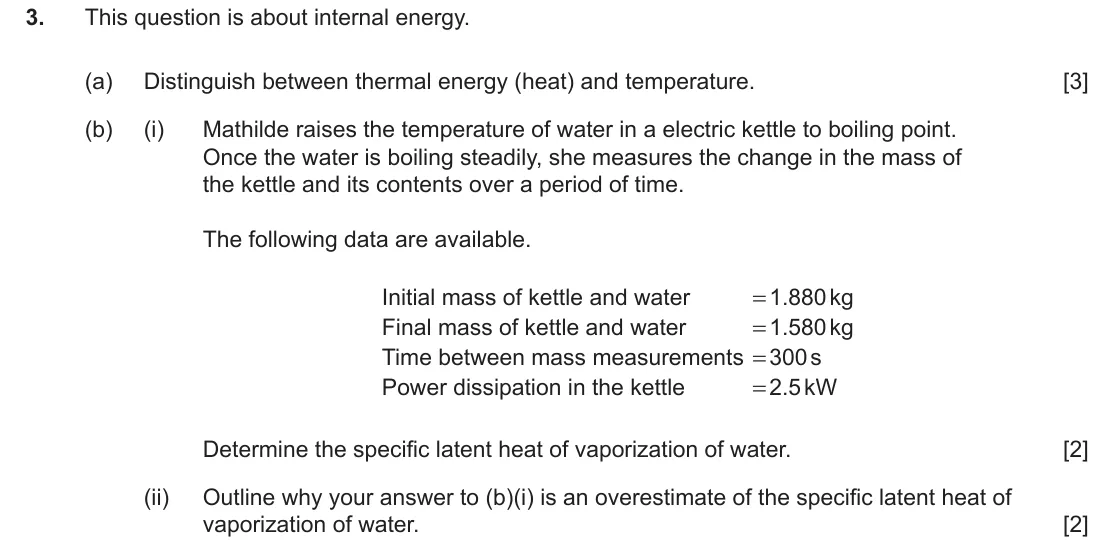 3. This question is about internal energy.
(a) Distinguish between thermal energy (heat) and temperature. [3]
(b) (i) Mathilde raises the temperature of water in a electric kettle to boiling point.
Once the water is boiling steadily, she measures the change in the mass of
the kettle and its contents over a period of time.
The following data are available.
Initial mass of kettle and water = 1.880 kg
Final mass of kettle and water = 1.580 kg
Time between mass measurements = 300 s
Power dissipation in the kettle = 2.5 kW
Determine the specific latent heat of vaporization of water. [2]
(ii) Outline why your answer to (b)(i) is an overestimate of the specific latent heat of
vaporization of water. [2]